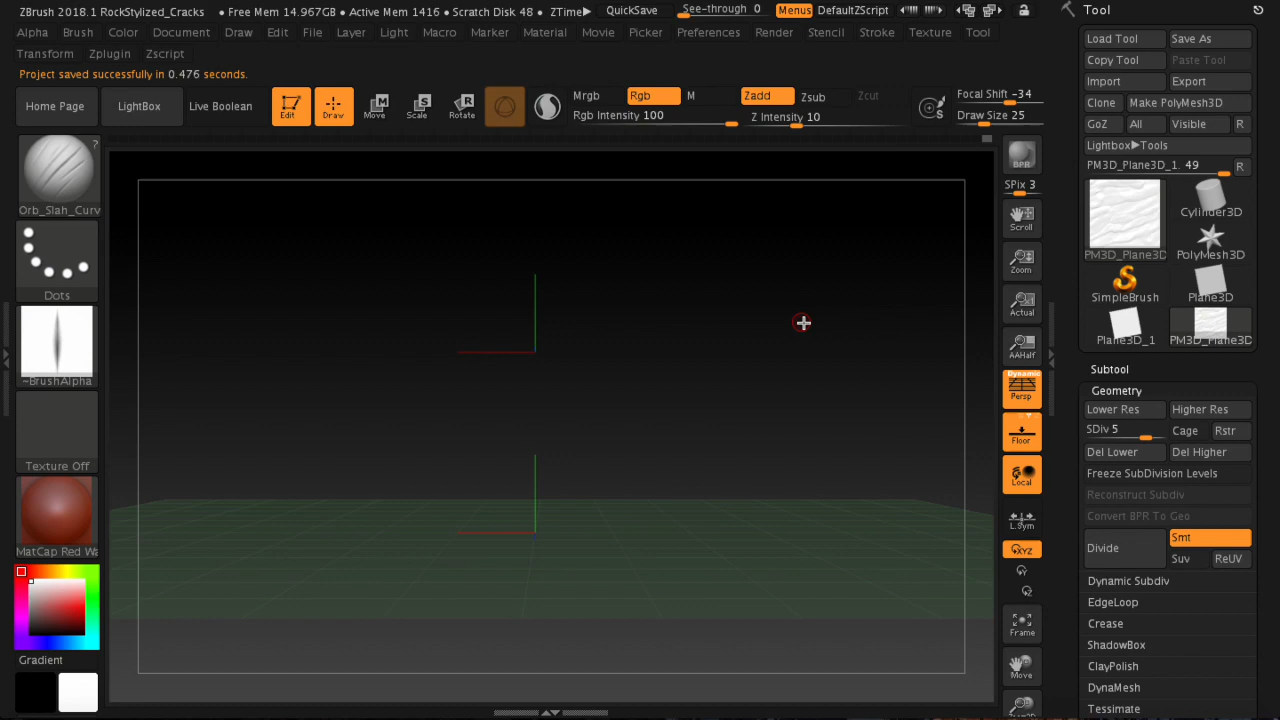 ZBrush 2018.1 RockStylized_Cracks • Free Mem 14.967GB • Active Mem 1416 • Scratch Disk 48 • ZTime▶ QuickSave See-through 0 Menus DefaultZScript Tool
Alpha Brush Color Document Draw Edit File Layer Light Macro Marker Material Movie Picker Preferences Render Stencil Stroke Texture Tool
Transform Zplugin Zscript
Project saved successfully in 0.476 seconds.
Home Page LightBox Live Boolean Edit Draw Move Scale Rotate
Mrgb Rgb M Zadd Zsub Zcut Focal Shift -34
Rgb Intensity 100 Z Intensity 10 S Draw Size 25
?
Orb_Slah_Curv
Dots
~BrushAlpha
Texture Off
MatCap Red Wa
Gradient
BPR
SPix 3
Scroll
Zoom
Actual
AAHalf
Dynamic
Persp
Floor
Local
L.Sym
XYZ
Y
Z
Frame
Move
Zoom3D
Load Tool Save As
Copy Tool Paste Tool
Import Export
Clone Make PolyMesh3D
GoZ All Visible R
Lightbox▶Tools
PM3D_Plane3D_1. 49 R
PM3D_Plane3D Cylinder3D
PolyMesh3D
SimpleBrush Plane3D
Plane3D_1 PM3D_Plane3D
Subtool
Geometry
Lower Res Higher Res
SDiv 5 Cage Rstr
Del Lower Del Higher
Freeze SubDivision Levels
Reconstruct Subdiv
Convert BPR To Geo
Divide Smt
Suv ReUV
Dynamic Subdiv
EdgeLoop
Crease
ShadowBox
ClayPolish
DynaMesh
Tessimate